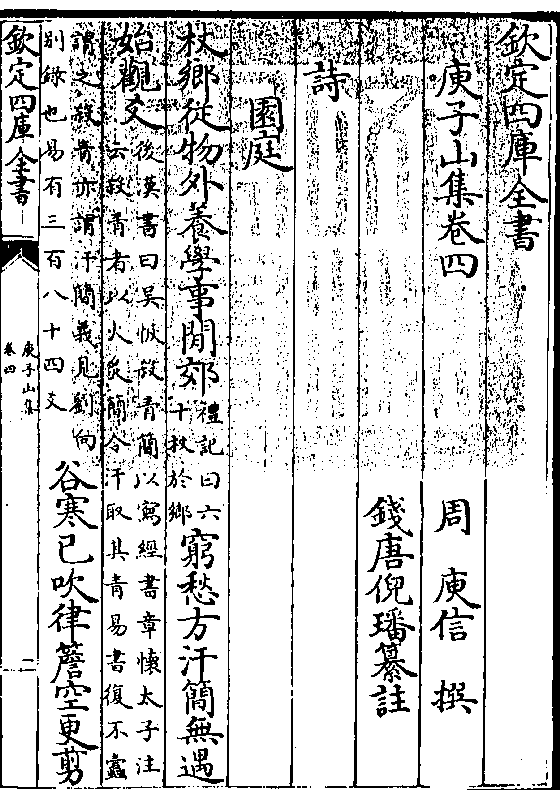 欽定四庫全書
庾子山集卷四
周 庾信 撰
錢唐倪璠纂註
詩
園庭
杖鄉從物外養學事閒郊禮記曰六十杖於鄉窮愁方汗簡無遇
始觀爻後漢書曰吳恢殺青簡以寫經書章懷太子注云殺青者以火炙簡令汗取其青易書復不蠹
謂之殺青亦謂汗簡義見劉向別錄也易有三百八十四爻谷寒已吹律簷空更剪
欽定四庫全書
庾子山集
卷四